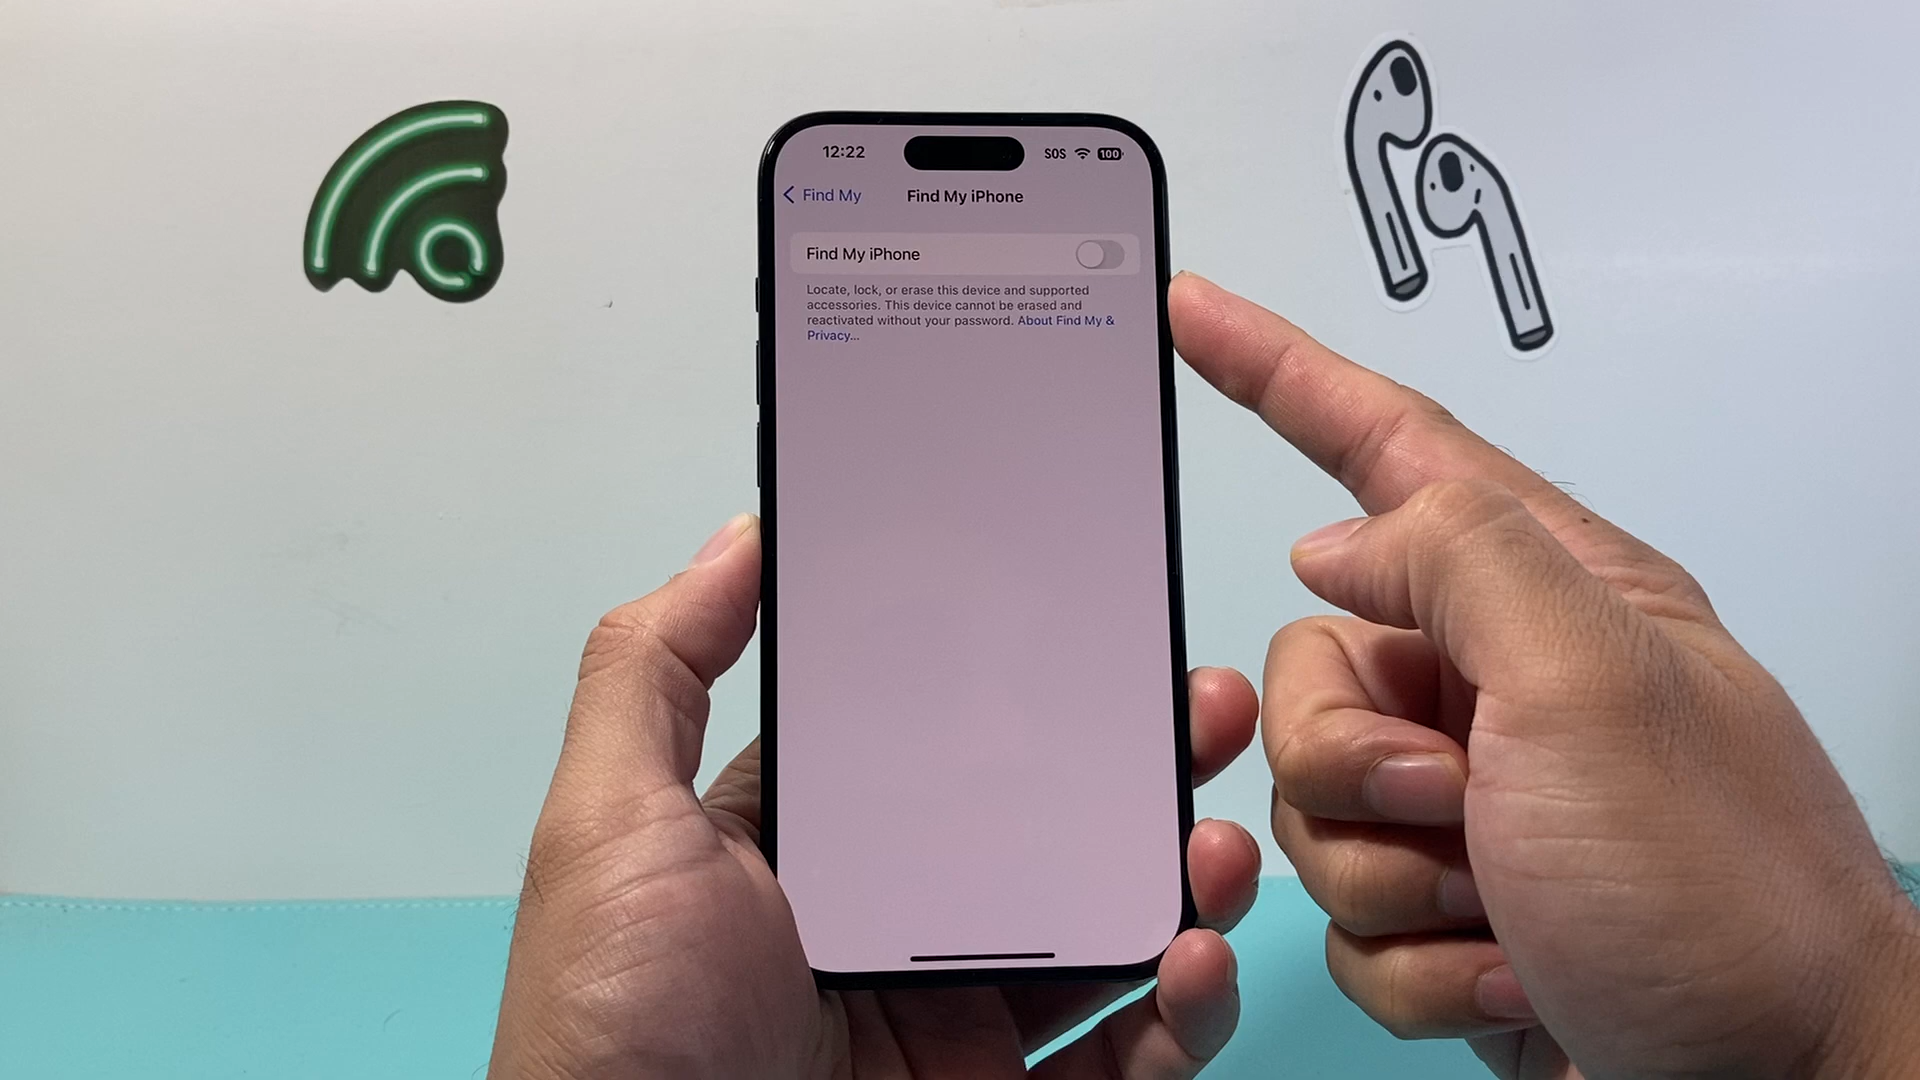 12:22
SOS
100
Find My
Find My iPhone
Find My iPhone
Locate, lock, or erase this device and supported
accessories. This device cannot be erased and
reactivated without your password. About Find My &
Privacy...